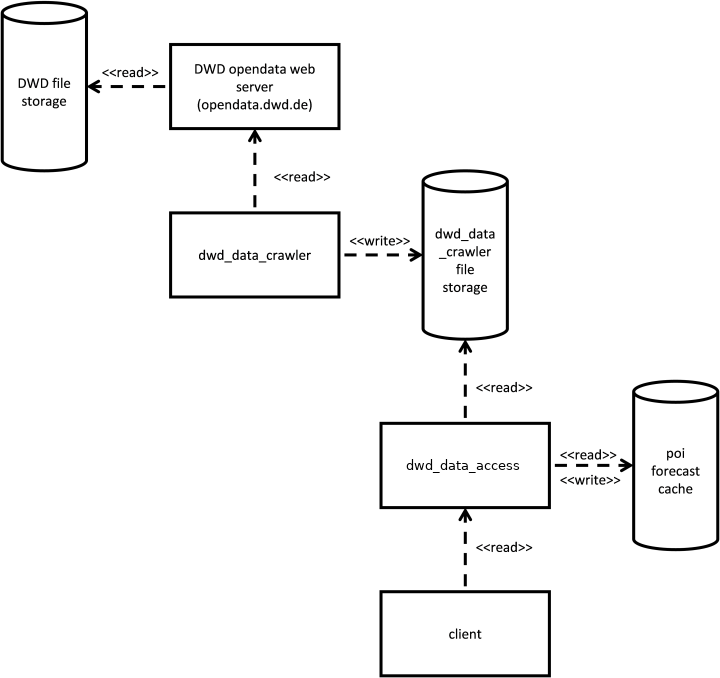 DWD file
storage
<<read>>
DWD opendata web
server
(opendata.dwd.de)
<<read>>
dwd_data_crawler
<<write>>
dwd_data
_crawler
file
storage
<<read>>
dwd_data_access
<<read>>
<<write>>
poi
forecast
cache
<<read>>
client